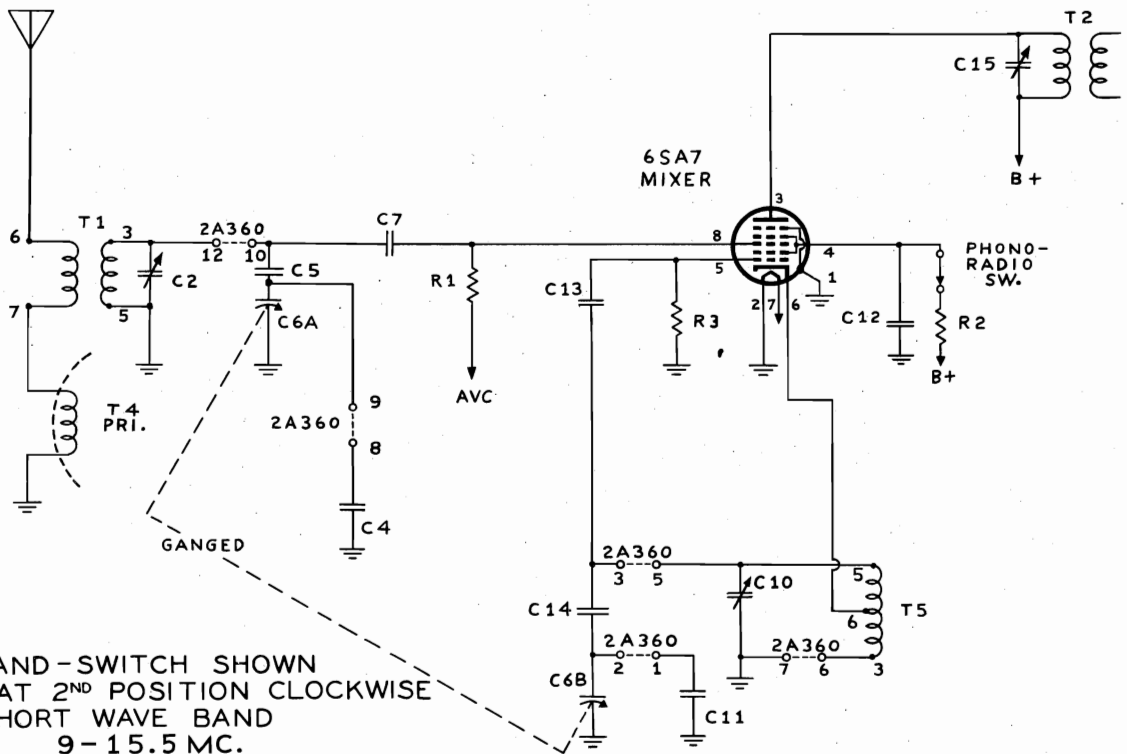 T2
C15
B+
6SA7
MIXER
3
8
5
4
1
2
7
6
PHONO-
RADIO
SW.
C12
R2
B+
6
T1
3
2A360
12
10
C7
C2
C5
R1
C13
R3
7
5
C6A
AVC
T4
PRI.
9
2A360
8
C4
GANGED
2A360
3
5
C10
5
T5
C14
6
2A360
2
1
2A360
7
6
3
C6B
C11
AND-SWITCH SHOWN
AT 2ND POSITION CLOCKWISE
HORT WAVE BAND
9-15.5 MC.